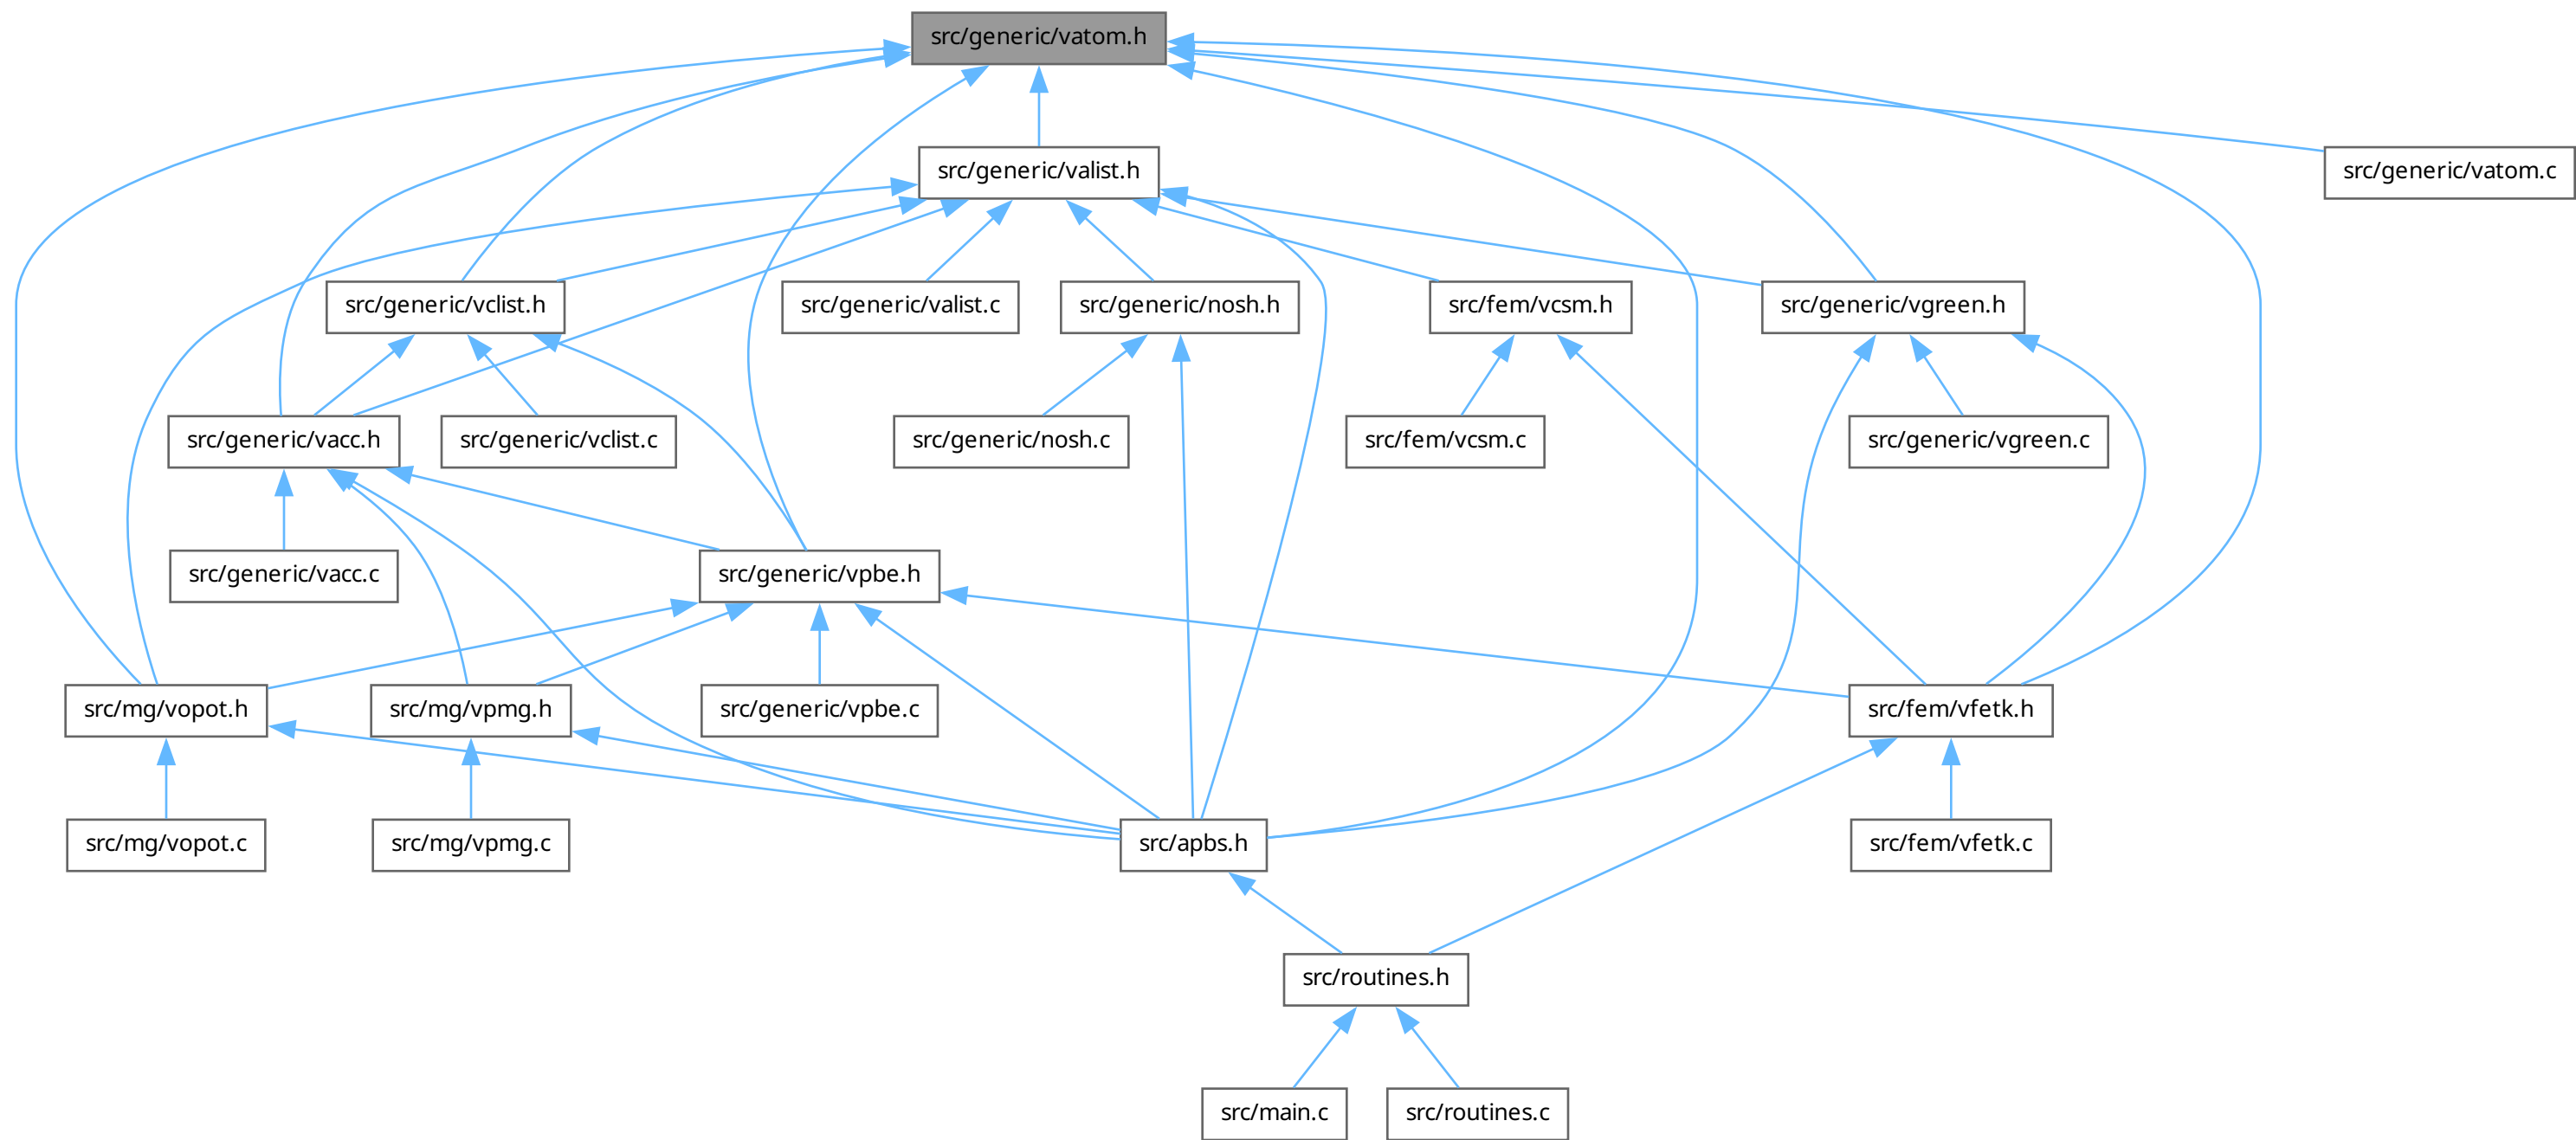 src/generic/vatom.h
src/generic/valist.h
src/generic/vatom.c
src/generic/vclist.h
src/generic/valist.c
src/generic/nosh.h
src/fem/vcsm.h
src/generic/vgreen.h
src/generic/vacc.h
src/generic/vclist.c
src/generic/nosh.c
src/fem/vcsm.c
src/generic/vgreen.c
src/generic/vacc.c
src/generic/vpbe.h
src/mg/vopot.h
src/mg/vpmg.h
src/generic/vpbe.c
src/fem/vfetk.h
src/mg/vopot.c
src/mg/vpmg.c
src/apbs.h
src/fem/vfetk.c
src/routines.h
src/main.c
src/routines.c